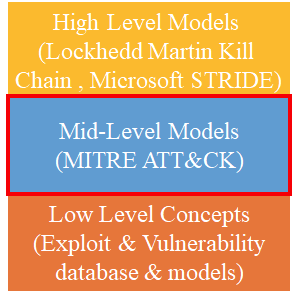 High Level Models
(Lockhedd Martin Kill
Chain , Microsoft STRIDE)
Mid-Level Models
(MITRE ATT&CK)
Low Level Concepts
(Exploit & Vulnerability
database & models)